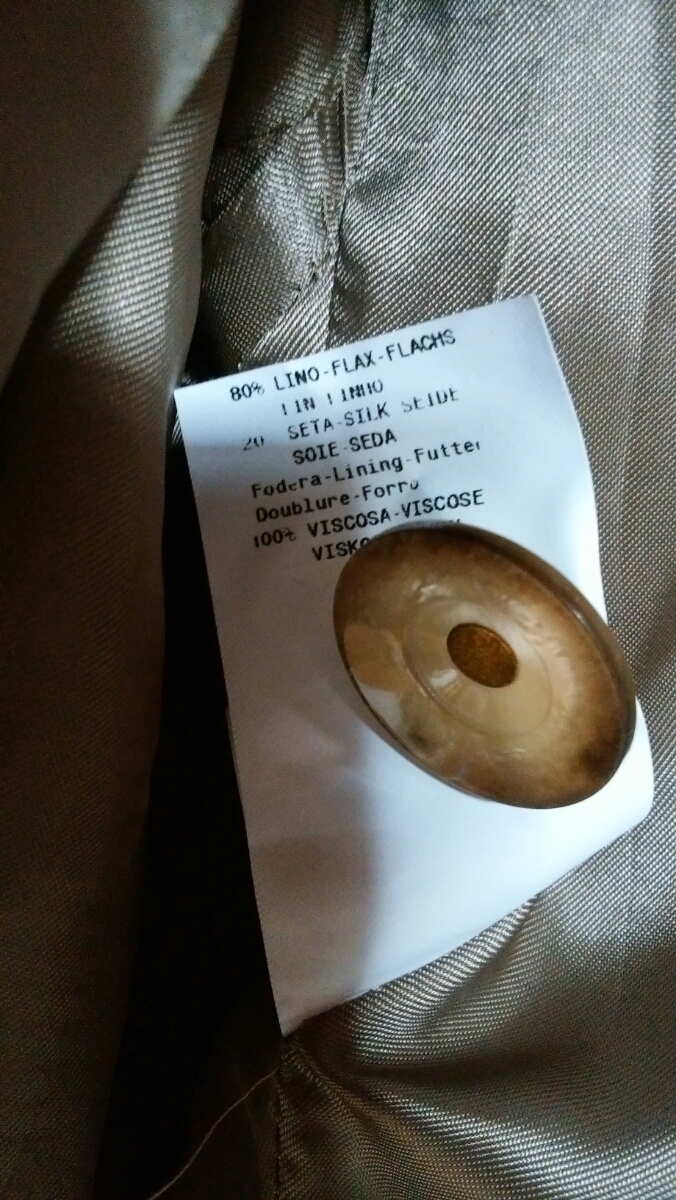 80% LINO-FLAX-FLACHS
LIN LINHO
20 SETA-SILK SEIDE
SOIE-SEDA
Fodera-Lining-Futter
Doublure-Forro
100% VISCOSA-VISCOSE